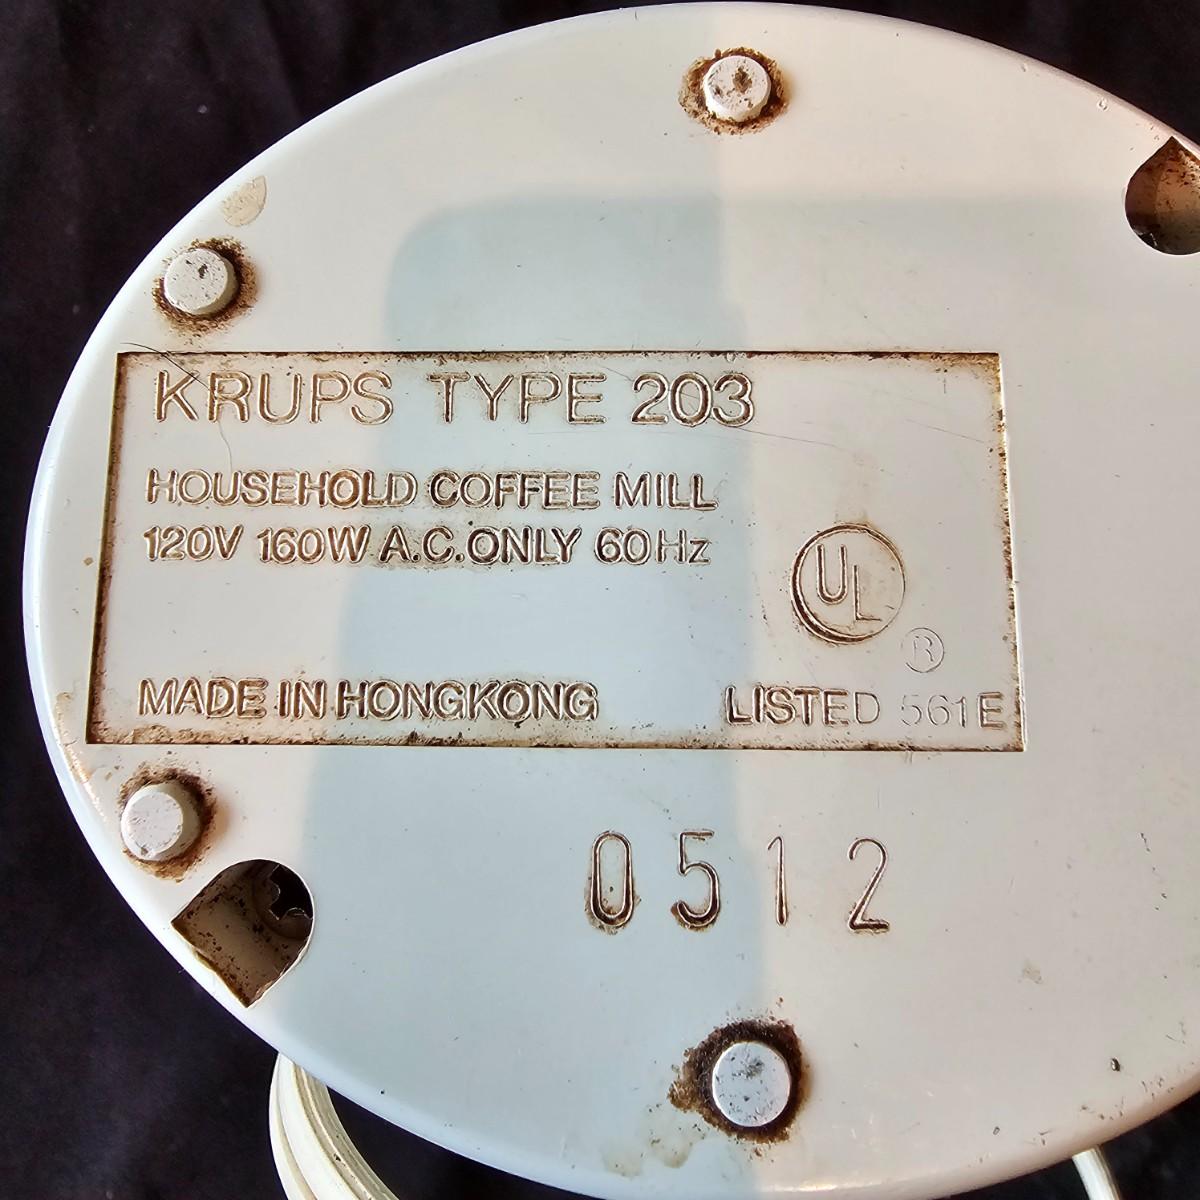 KRUPS TYPE 203
HOUSEHOLD COFFEE MILL
120V 160W A.C.ONLY 60Hz
UL
®
MADE IN HONGKONG LISTED 561E
0512